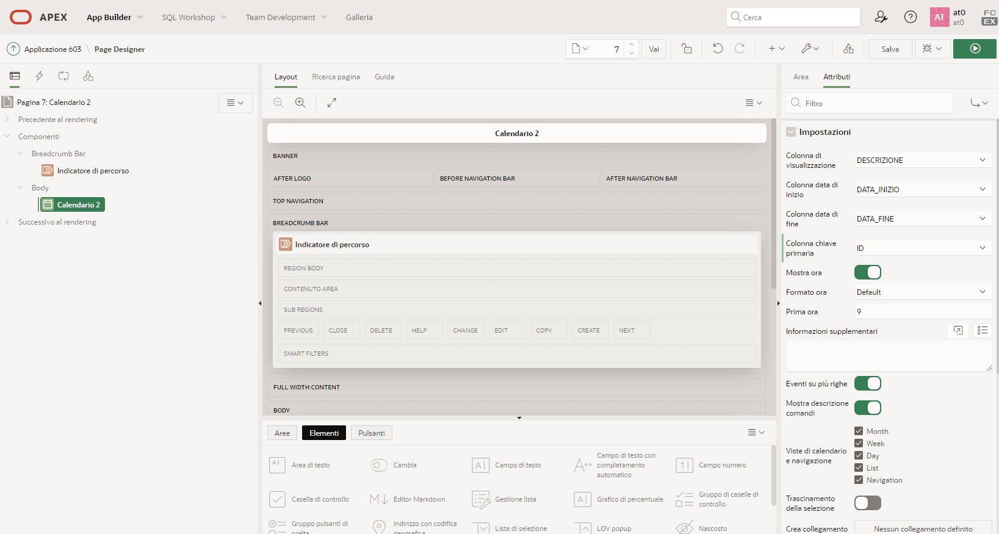 APEX
App Builder
SQL Workshop
Team Development
Galleria
Cerca
AT
at0
at0
FO
EX
Applicazione 603 \ Page Designer
7
Vai
Salva
Pagina 7: Calendario 2
Precedente al rendering
Componenti
Breadcrumb Bar
Indicatore di percorso
Body
Calendario 2
Successivo al rendering
Layout
Ricerca pagina
Guida
Calendario 2
BANNER
AFTER LOGO
BEFORE NAVIGATION BAR
AFTER NAVIGATION BAR
TOP NAVIGATION
BREADCRUMB BAR
Indicatore di percorso
REGION BODY
CONTENUTO AREA
SUB REGIONS
PREVIOUS
CLOSE
DELETE
HELP
CHANGE
EDIT
COPY
CREATE
NEXT
SMART FILTERS
FULL WIDTH CONTENT
BODY
Aree
Elementi
Pulsanti
Area di testo
Cambia
Campo di testo
Campo di testo con
completamento
automatico
Campo numero
Casella di controllo
Editor Markdown
Gestione lista
Grafico di percentuale
Gruppo di caselle di
controllo
Gruppo pulsanti di
scelta
Indirizzo con codifica
geografica
Lista di selezione
LOV popup
Nascosto
Area
Attributi
Filtro
Impostazioni
Colonna di
visualizzazione
DESCRIZIONE
Colonna data di
inizio
DATA_INIZIO
Colonna data di
fine
DATA_FINE
Colonna chiave
primaria
ID
Mostra ora
Formato ora
Default
Prima ora
9
Informazioni supplementari
Eventi su più righe
Mostra descrizione
comandi
Viste di calendario
e navigazione
Month
Week
Day
List
Navigation
Trascinamento
della selezione
Crea collegamento
Nessun collegamento definito